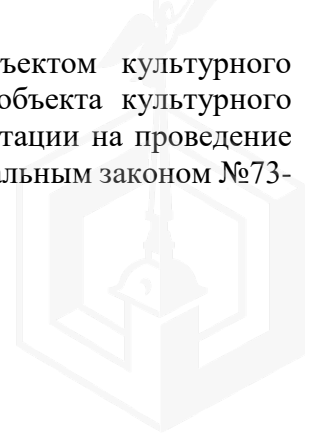 ъектом культурного
объекта культурного
тации на проведение
альным законом №73-